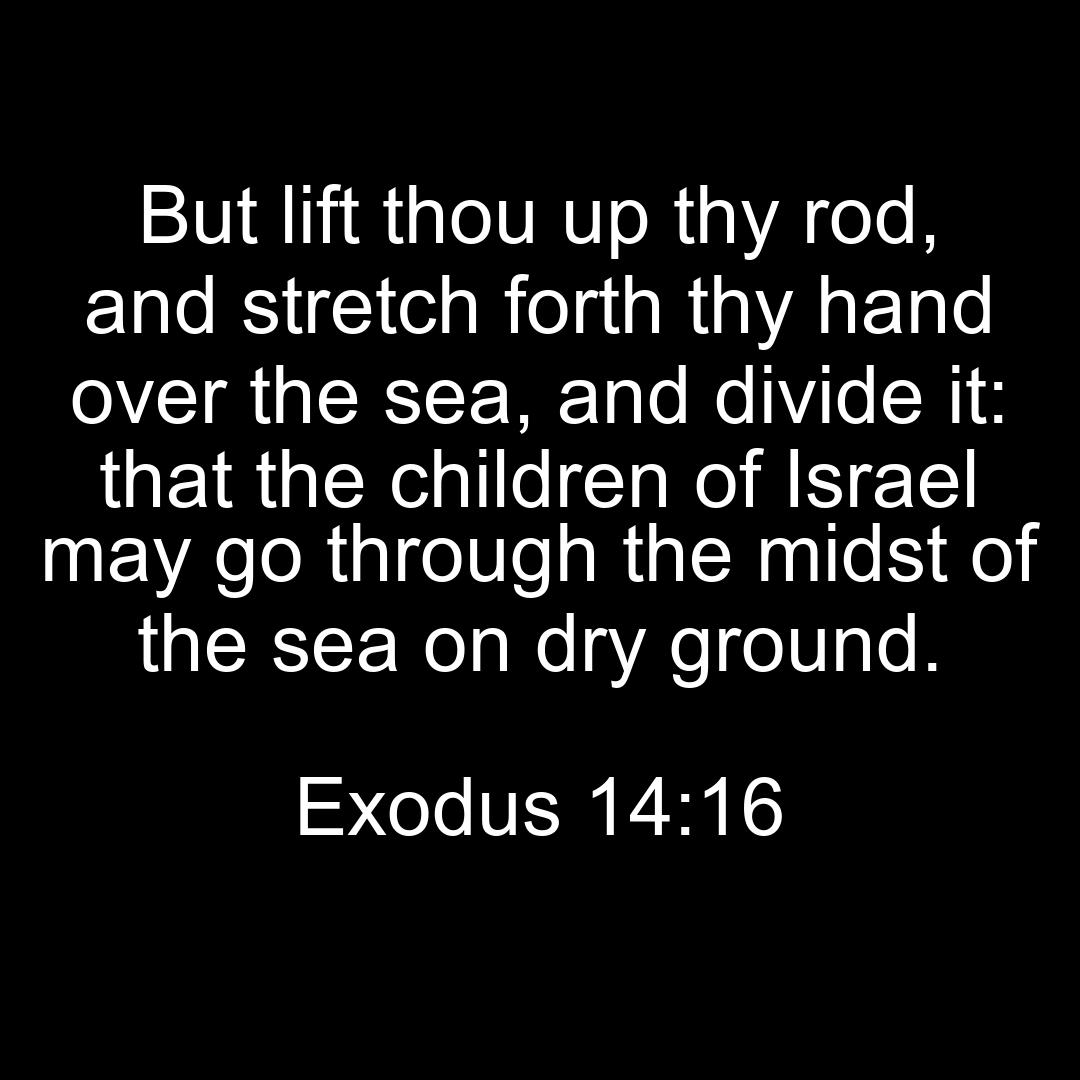 But lift thou up thy rod,
and stretch forth thy hand
over the sea, and divide it:
that the children of Israel
may go through the midst of
the sea on dry ground.
Exodus 14:16